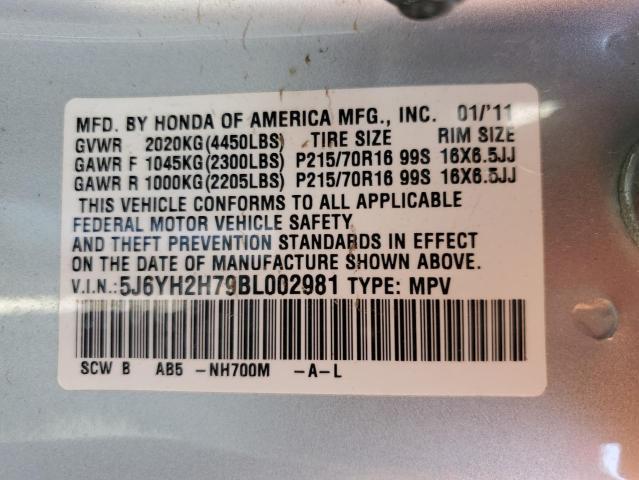 MFD. BY HONDA OF AMERICA MFG., INC. 01/'11
GVWR 2020KG(4450LBS) TIRE SIZE RIM SIZE
GAWR F 1045KG(2300LBS) P215/70R16 99S 16X6.5JJ
GAWR R 1000KG(2205LBS) P215/70R16 99S 16X6.5JJ
THIS VEHICLE CONFORMS TO ALL APPLICABLE
FEDERAL MOTOR VEHICLE SAFETY
AND THEFT PREVENTION STANDARDS IN EFFECT
ON THE DATE OF MANUFACTURE SHOWN ABOVE.
V.I.N.:5J6YH2H79BL002981 TYPE: MPV
SCW B AB5 -NH700M -A-L